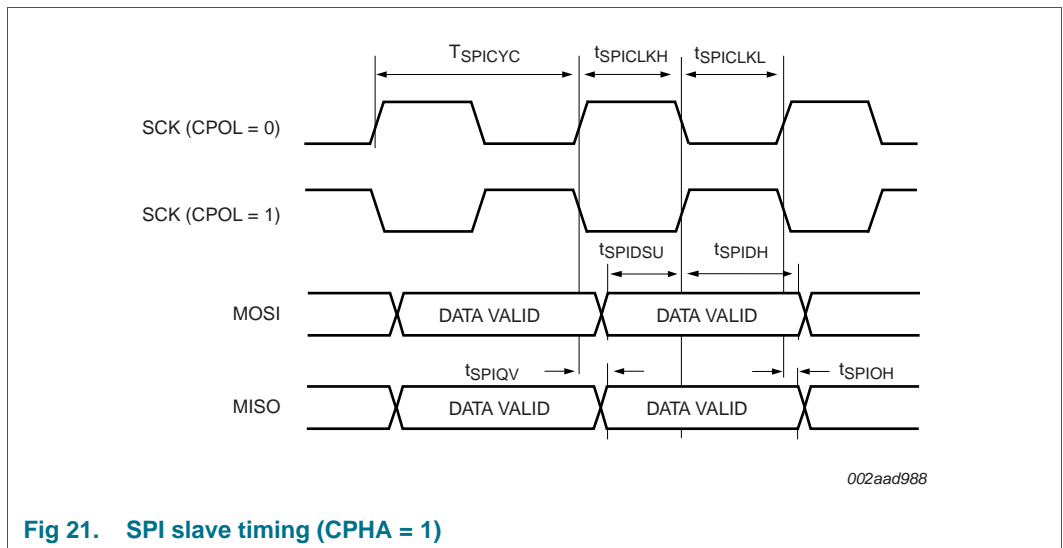 TSPICYC tSPICLKH tSPICLKL
SCK (CPOL = 0)
SCK (CPOL = 1)
tSPIDSU tSPIDH
MOSI DATA VALID DATA VALID
tSPIQV tSPIOH
MISO DATA VALID DATA VALID
002aad988
Fig 21. SPI slave timing (CPHA = 1)